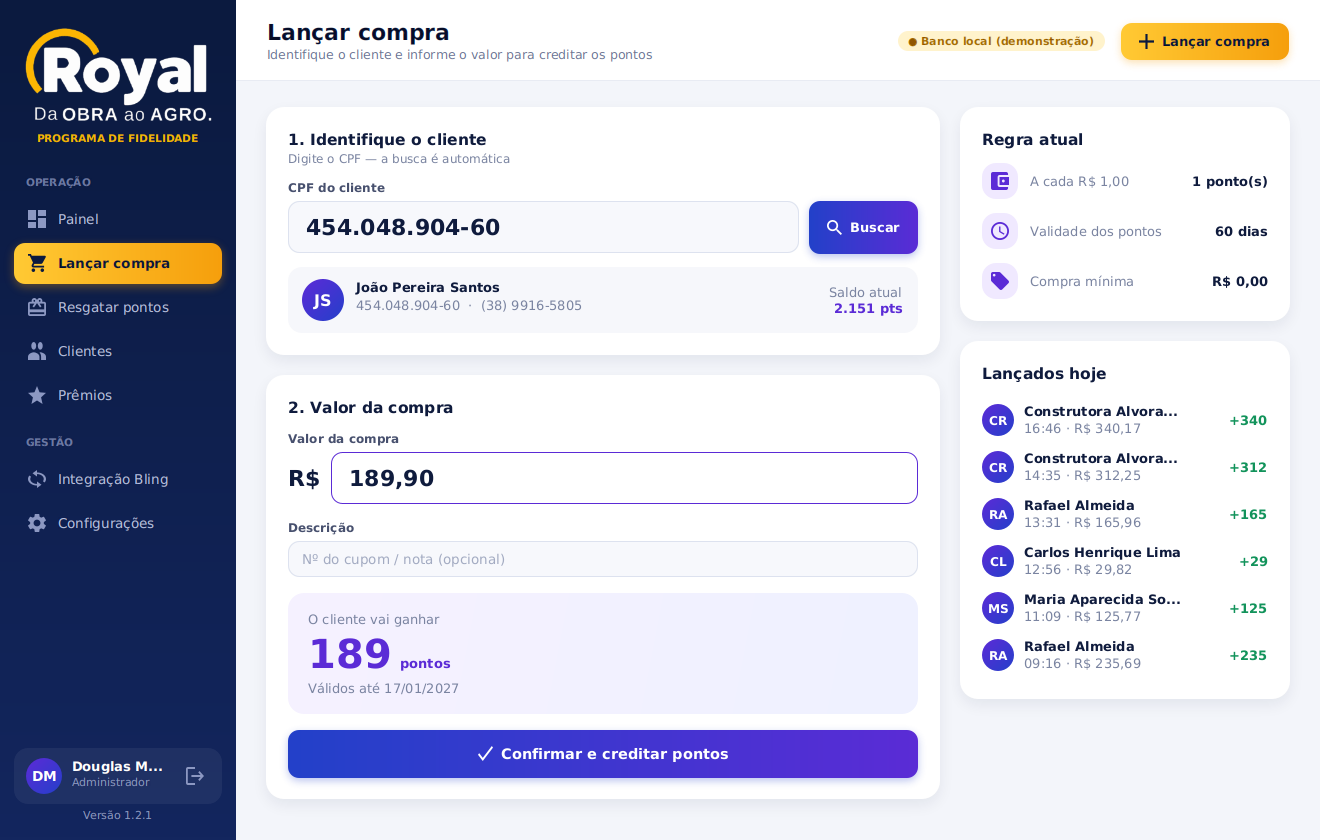 Royal
Da OBRA ao AGRO.
PROGRAMA DE FIDELIDADE
OPERAÇÃO
Painel
Lançar compra
Resgatar pontos
Clientes
Prêmios
GESTÃO
Integração Bling
Configurações
DM
Douglas M...
Administrador
Versão 1.2.1
Lançar compra
Identifique o cliente e informe o valor para creditar os pontos
Banco local (demonstração)
Lançar compra
1. Identifique o cliente
Digite o CPF — a busca é automática
CPF do cliente
454.048.904-60
Buscar
JS
João Pereira Santos
454.048.904-60 · (38) 9916-5805
Saldo atual
2.151 pts
2. Valor da compra
Valor da compra
R$ 189,90
Descrição
Nº do cupom / nota (opcional)
O cliente vai ganhar
189 pontos
Válidos até 17/01/2027
Confirmar e creditar pontos
Regra atual
A cada R$ 1,00 1 ponto(s)
Validade dos pontos 60 dias
Compra mínima R$ 0,00
Lançados hoje
CR
Construtora Alvora...
16:46 · R$ 340,17
+340
CR
Construtora Alvora...
14:35 · R$ 312,25
+312
RA
Rafael Almeida
13:31 · R$ 165,96
+165
CL
Carlos Henrique Lima
12:56 · R$ 29,82
+29
MS
Maria Aparecida So...
11:09 · R$ 125,77
+125
RA
Rafael Almeida
09:16 · R$ 235,69
+235